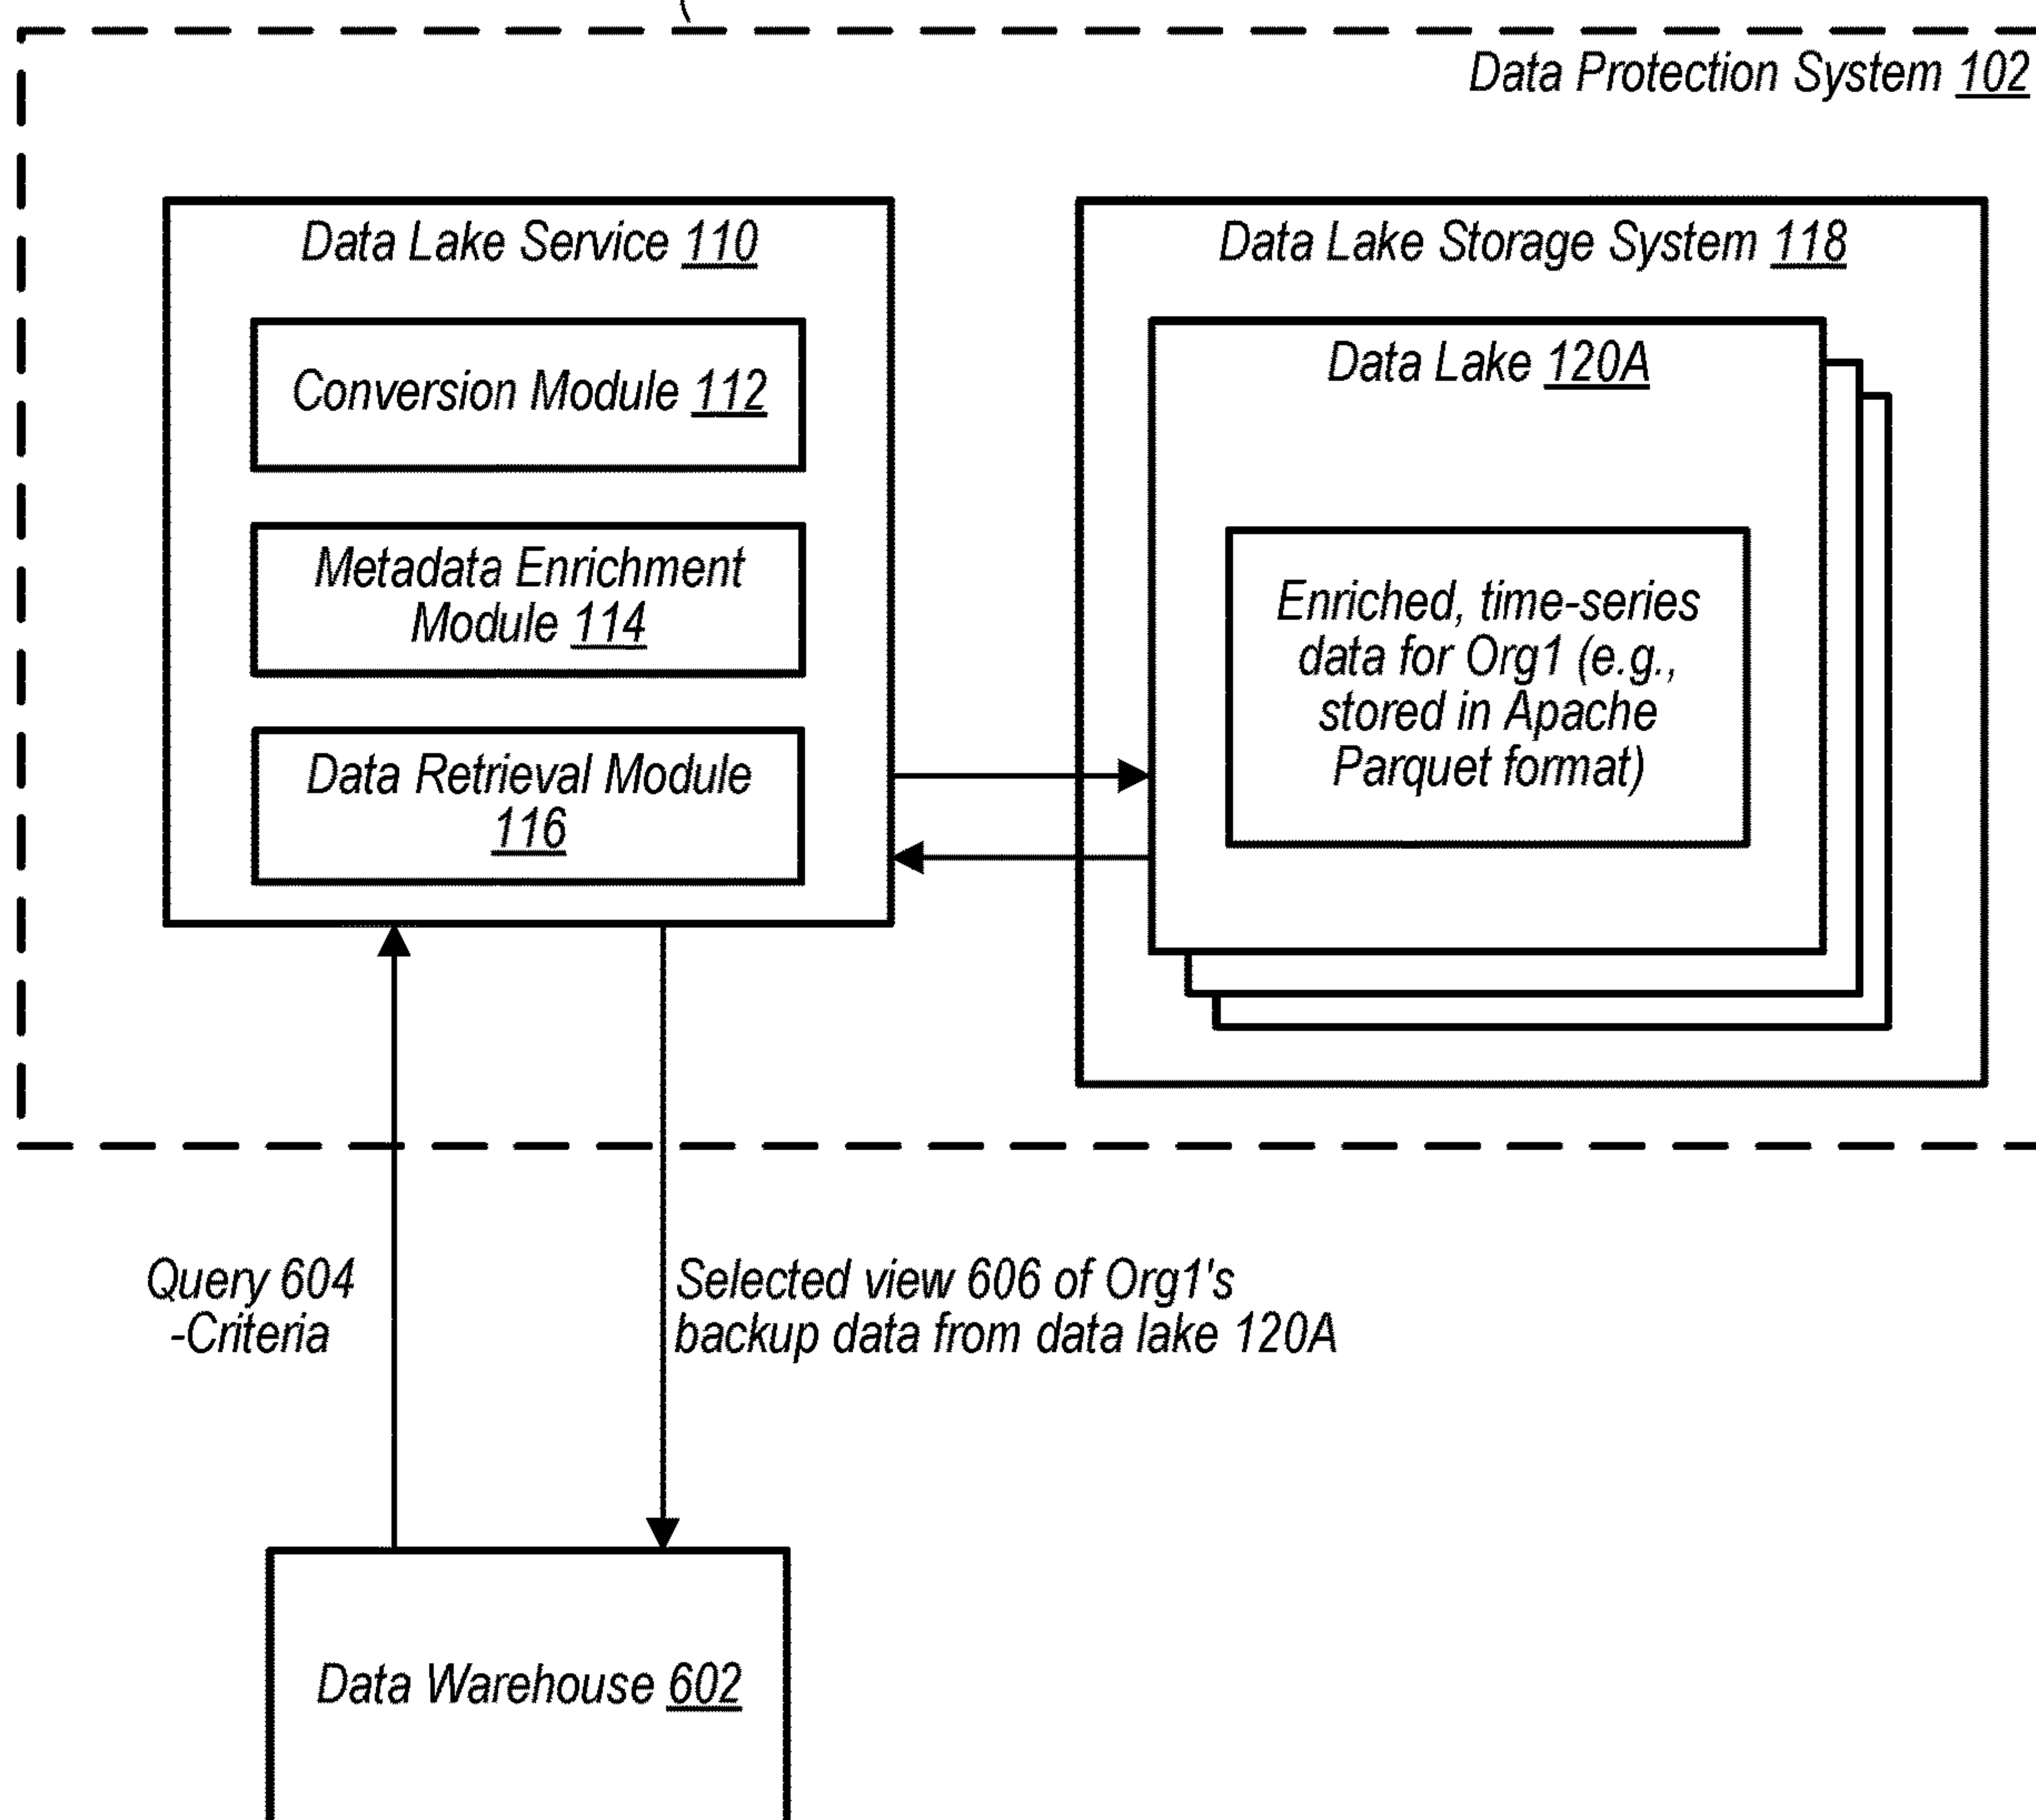 Data Protection System 102
Data Lake Service 110
Conversion Module 112
Metadata Enrichment
Module 114
Data Retrieval Module
116
Data Lake Storage System 118
Data Lake 120A
Enriched, time-series
data for Org1 (e.g.,
stored in Apache
Parquet format)
Query 604
-Criteria
Selected view 606 of Org1's
backup data from data lake 120A
Data Warehouse 602